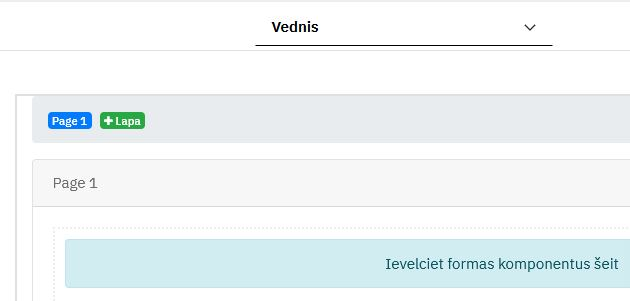 Vednis
Page 1 Lapa
Page 1
Ievelciet formas komponentus šeit